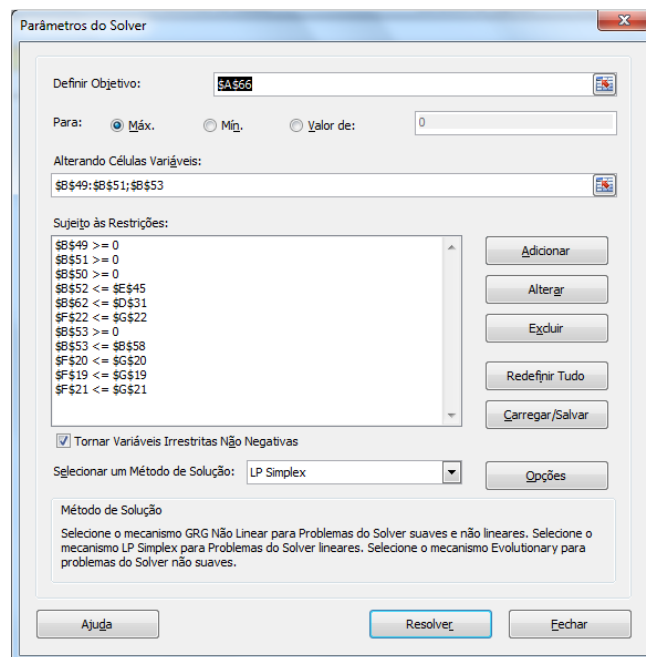 Parâmetros do Solver
x
Definir Objetivo: $A$66
Para: Máx. Mín. Valor de: 0
Alterando Células Variáveis:
$B$49:$B$51;$B$53
Sujeito às Restrições:
$B$49 >= 0
$B$51 >= 0
$B$50 >= 0
$B$52 <= $E$45
$B$62 <= $D$31
$F$22 <= $G$22
$B$53 >= 0
$B$53 <= $B$58
$F$20 <= $G$20
$F$19 <= $G$19
$F$21 <= $G$21
Adicionar
Alterar
Excluir
Redefinir Tudo
Carregar/Salvar
Tornar Variáveis Irrestritas Não Negativas
Selecionar um Método de Solução: LP Simplex Opções
Método de Solução
Selecione o mecanismo GRG Não Linear para Problemas do Solver suaves e não lineares. Selecione o
mecanismo LP Simplex para Problemas do Solver lineares. Selecione o mecanismo Evolutionary para
problemas do Solver não suaves.
Ajuda Resolver Fechar